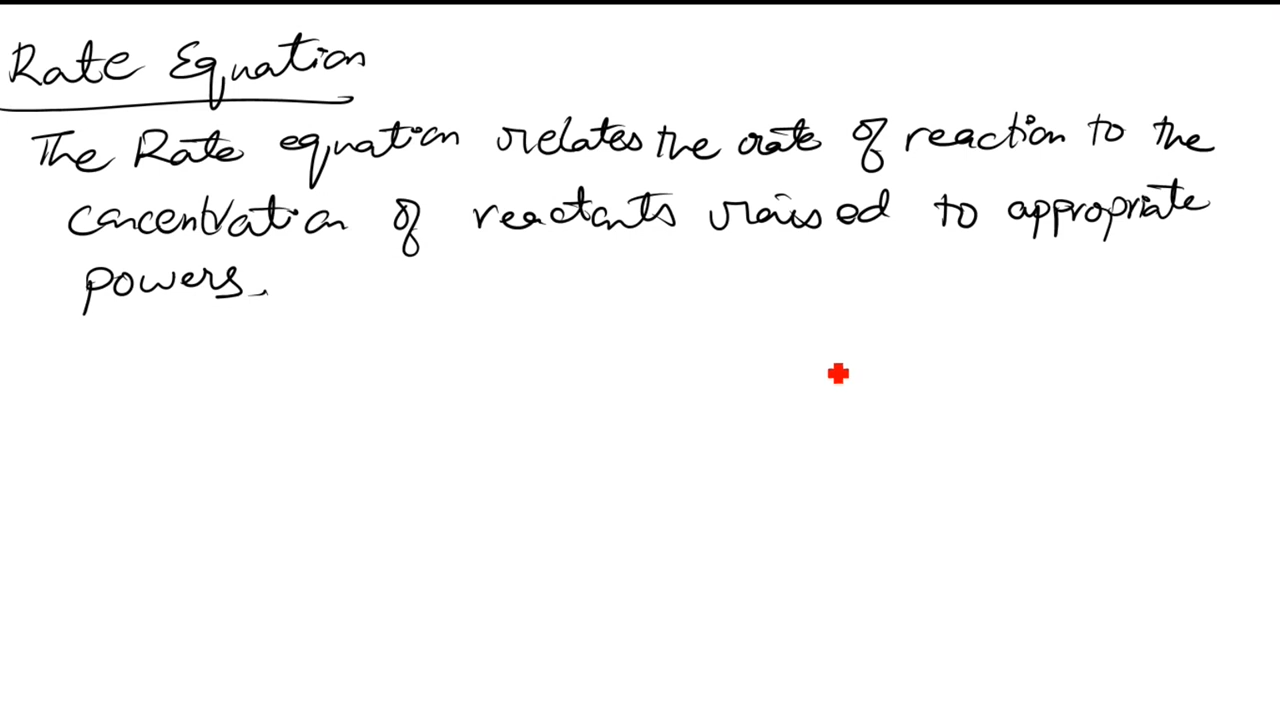 Rate Equation
The Rate equation relates the rate of reaction to the
concentration of reactants raised to appropriate
powers.